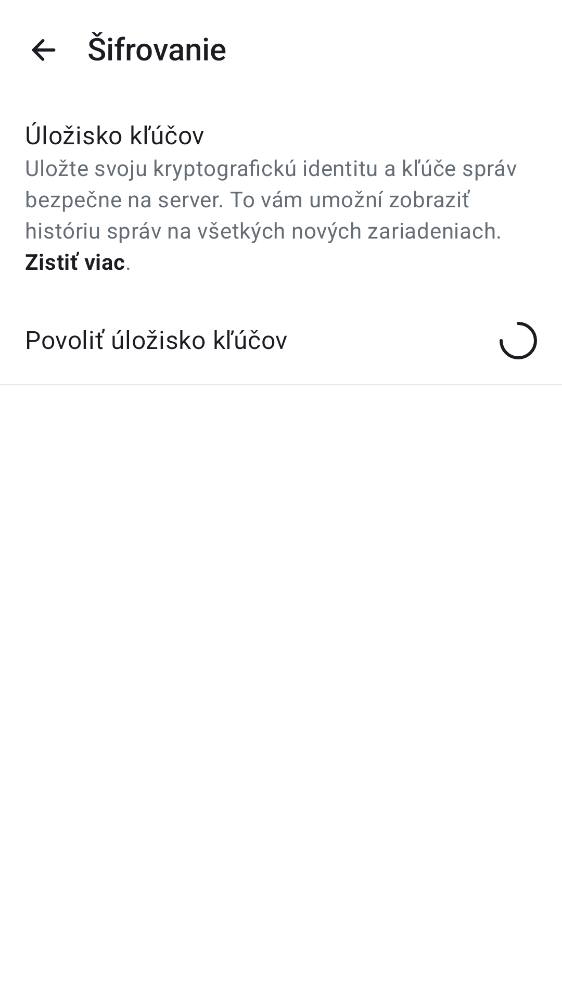 Šifrovanie
Úložisko kľúčov
Uložte svoju kryptografickú identitu a kľúče správ
bezpečne na server. To vám umožní zobraziť
históriu správ na všetkých nových zariadeniach.
Zistiť viac.
Povoliť úložisko kľúčov